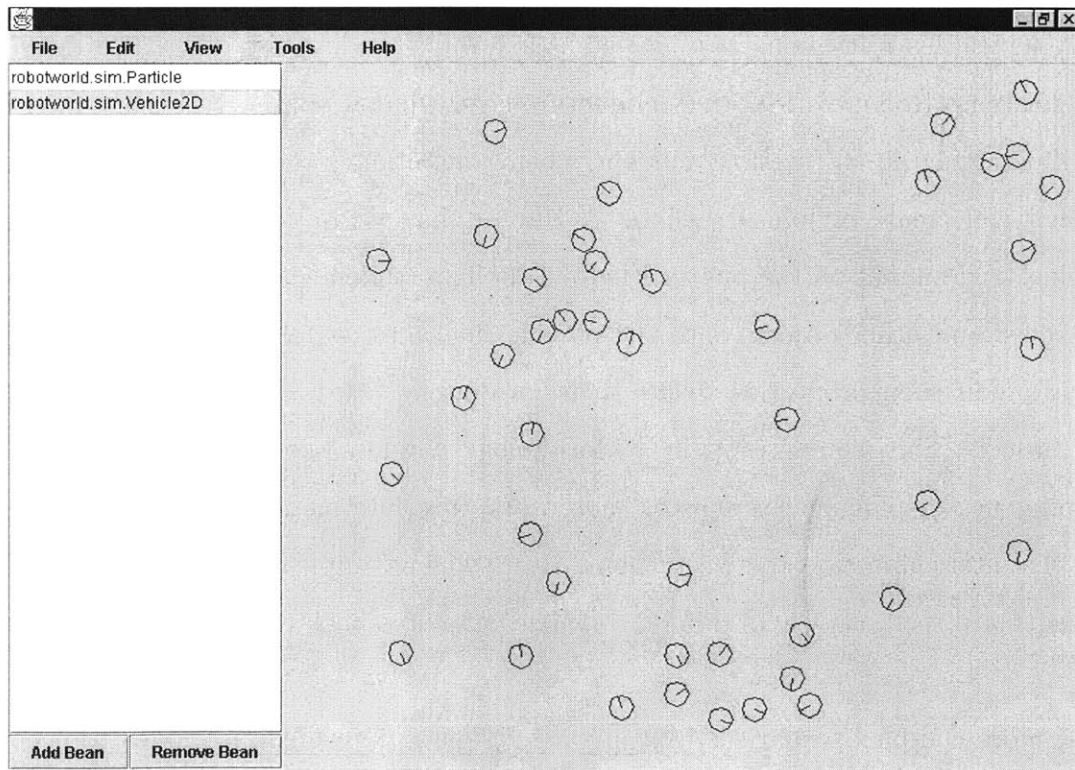 File Edit View Tools Help
robotworld.sim.Particle
robotworld.sim.Vehicle2D
Add Bean Remove Bean